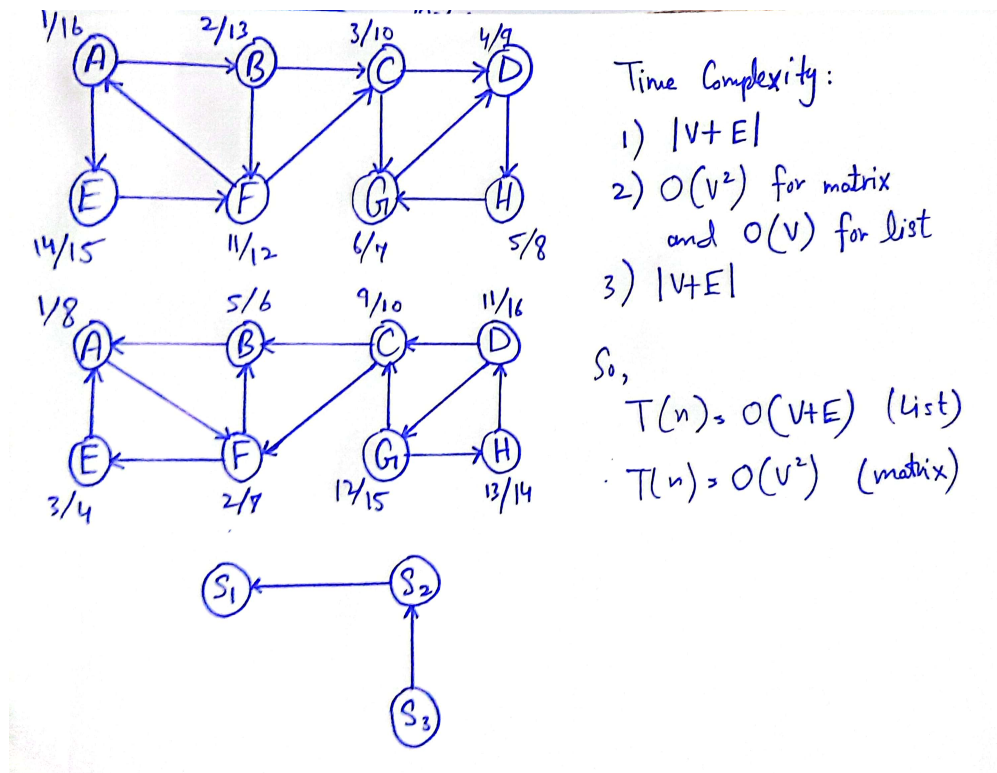 1/16 2/13 3/10 4/9
A B C D
E F G H
14/15 11/12 6/7 5/8
1/8 5/6 9/10 11/16
A B C D
E F G H
3/4 2/7 12/15 13/14
S1 S2
S3
Time Complexity:
1) |V+E|
2) O(V²) for matrix
and O(V) for list
3) |V+E|
So,
T(n) = O(V+E) (List)
T(n) = O(V²) (matrix)